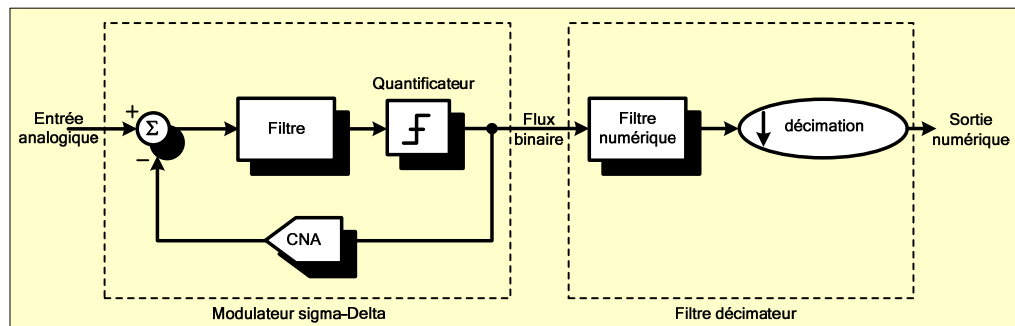 Entrée
analogique
+
−
Σ
Filtre
Quantificateur
CNA
Modulateur sigma–Delta
Flux
binaire
Filtre
numérique
décimation
Filtre décimateur
Sortie
numérique